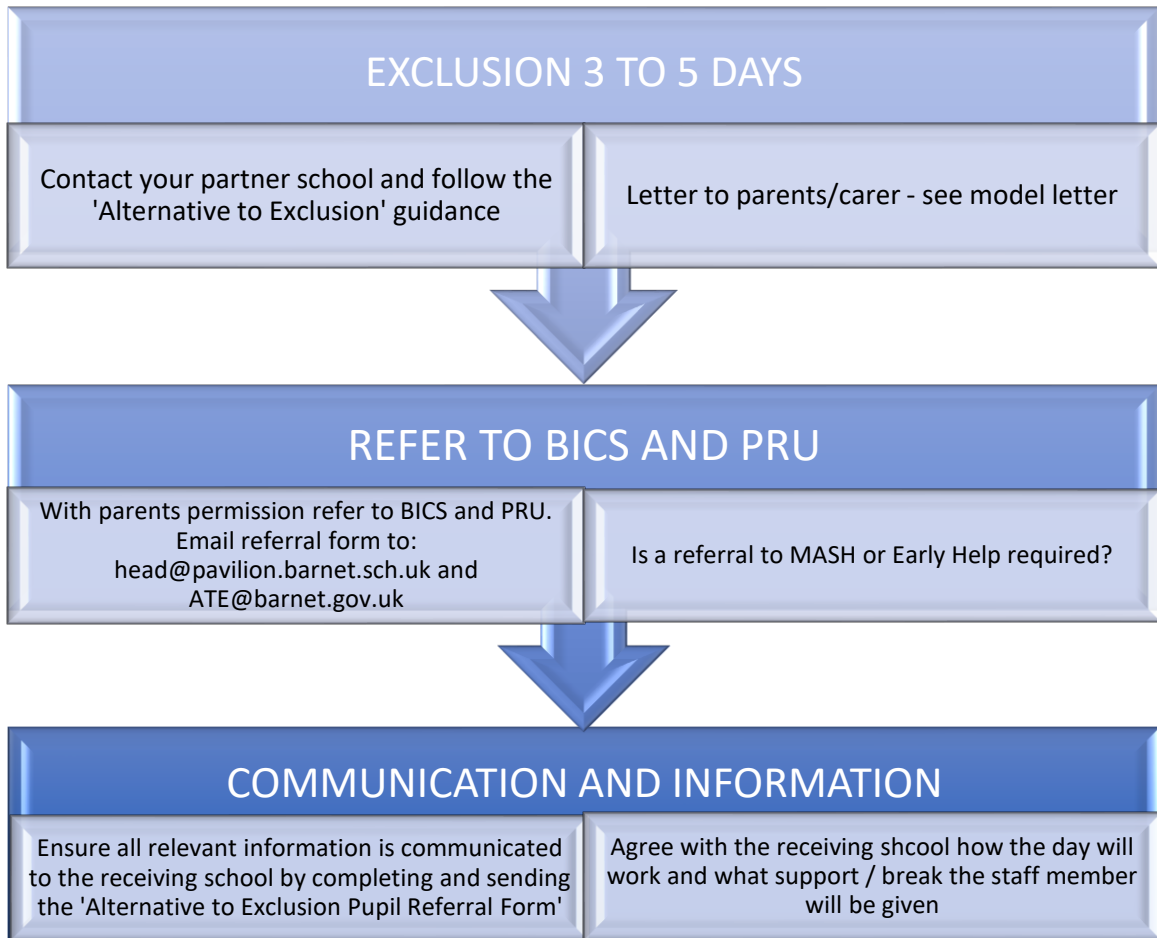 EXCLUSION 3 TO 5 DAYS
Contact your partner school and follow the
'Alternative to Exclusion' guidance
Letter to parents/carer - see model letter
REFER TO BICS AND PRU
With parents permission refer to BICS and PRU.
Email referral form to:
head@pavilion.barnet.sch.uk and
ATE@barnet.gov.uk
Is a referral to MASH or Early Help required?
COMMUNICATION AND INFORMATION
Ensure all relevant information is communicated
to the receiving school by completing and sending
the 'Alternative to Exclusion Pupil Referral Form'
Agree with the receiving shcool how the day will
work and what support / break the staff member
will be given